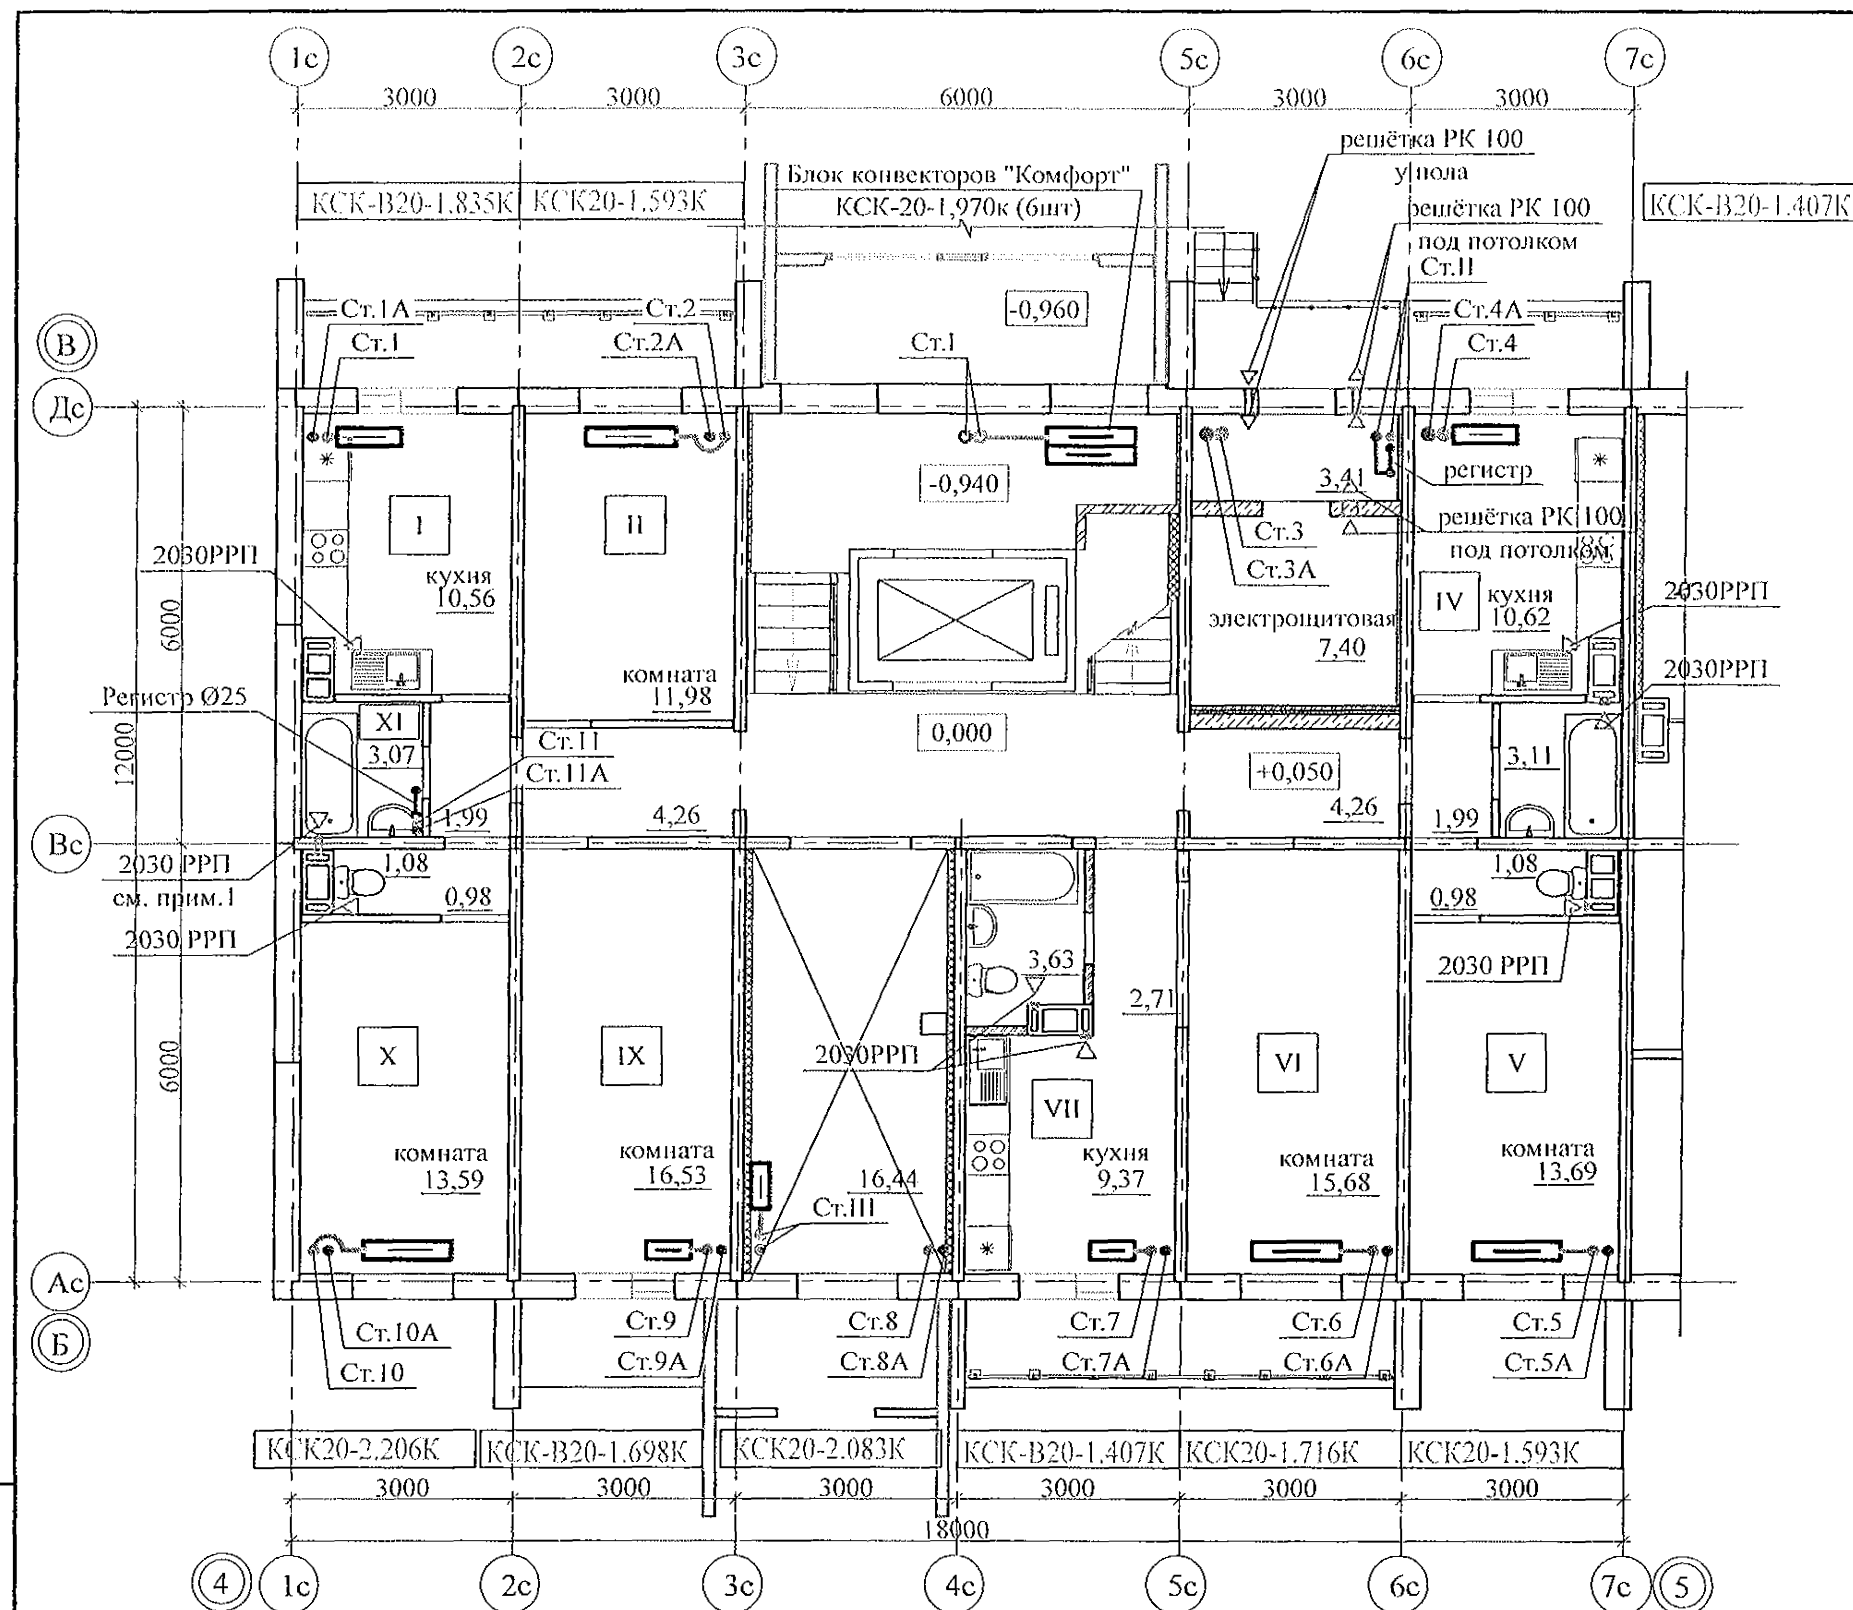 1с 2с 3с 5с 6с 7с
3000 3000 6000 3000 3000
решётка РК 100
у пола
Блок конвекторов "Комфорт"
КСК-20-1,970к (6шт)
КСК-В20-1.835К КСК20-1.593К
КСК-В20-1.407К
решётка РК 100
под потолком
Ст.II
-0,960
Ст.1А Ст.2 Ст.4А
Ст.1 Ст.2А Ст.1 Ст.4
В
Дс
-0,940
3,41
регистр
I II
решётка РК 100
под потолком
Ст.3
Ст.3А
2030РРП
кухня
10,56
IV
кухня
10,62
2030РРП
электрощитовая
7,40
6000
комната
11,98
2030РРП
Регистр Ø25
XI
3,07
Ст.11
Ст.11А
0,000
+0,050
3,11
12000
1,99 4,26 4,26 1,99
Вс
2030 РРП
см. прим.1
1,08
0,98
1,08
0,98
2030 РРП
3,63
2030 РРП
2,71
X IX VI V
2030РРП
VII
6000
комната
13,59
комната
16,53
16,44
Ст.III
кухня
9,37
комната
15,68
комната
13,69
Ас
Б
Ст.10А
Ст.10
Ст.9
Ст.9А
Ст.8
Ст.8А
Ст.7
Ст.7А
Ст.6
Ст.6А
Ст.5
Ст.5А
КСК20-2.206К КСК-В20-1.698К КСК20-2.083К КСК-В20-1.407К КСК20-1.716К КСК20-1.593К
3000 3000 3000 3000 3000 3000
18000
4 1с 2с 3с 4с 5с 6с 7с 5